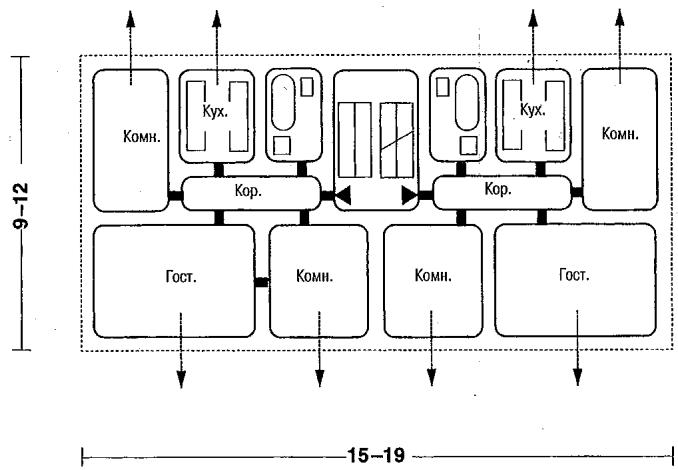 Комн.
Кух.
Кух.
Комн.
Кор.
Кор.
9–12
Гост.
Комн.
Комн.
Гост.
15–19